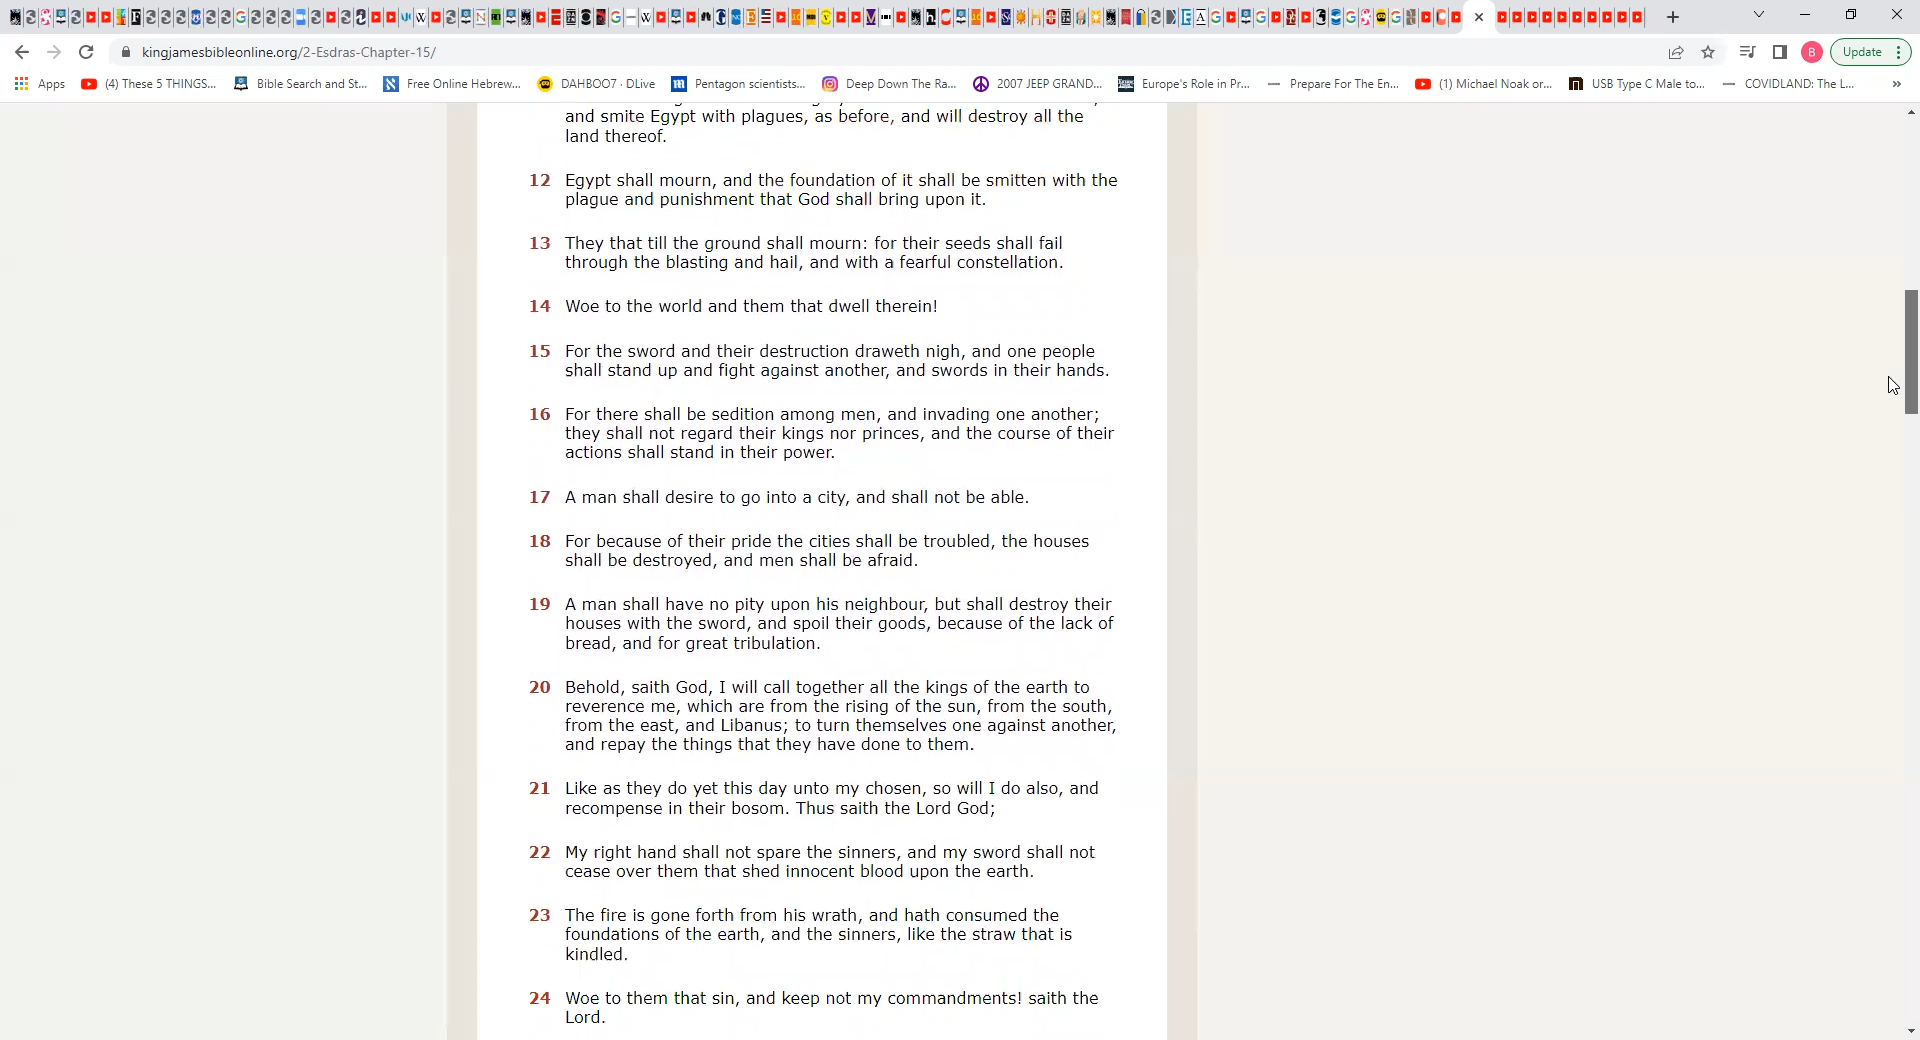 kingjamesbibleonline.org/2-Esdras-Chapter-15/
B
Update
Apps
(4) These 5 THINGS...
Bible Search and St...
Free Online Hebrew...
DAHBOO7 · DLive
Pentagon scientists...
Deep Down The Ra...
2007 JEEP GRAND...
Europe's Role in Pr...
Prepare For The En...
(1) Michael Noak or...
USB Type C Male to...
COVIDLAND: The L...
»
and smite Egypt with plagues, as before, and will destroy all the
land thereof.
12 Egypt shall mourn, and the foundation of it shall be smitten with the
plague and punishment that God shall bring upon it.
13 They that till the ground shall mourn: for their seeds shall fail
through the blasting and hail, and with a fearful constellation.
14 Woe to the world and them that dwell therein!
15 For the sword and their destruction draweth nigh, and one people
shall stand up and fight against another, and swords in their hands.
16 For there shall be sedition among men, and invading one another;
they shall not regard their kings nor princes, and the course of their
actions shall stand in their power.
17 A man shall desire to go into a city, and shall not be able.
18 For because of their pride the cities shall be troubled, the houses
shall be destroyed, and men shall be afraid.
19 A man shall have no pity upon his neighbour, but shall destroy their
houses with the sword, and spoil their goods, because of the lack of
bread, and for great tribulation.
20 Behold, saith God, I will call together all the kings of the earth to
reverence me, which are from the rising of the sun, from the south,
from the east, and Libanus; to turn themselves one against another,
and repay the things that they have done to them.
21 Like as they do yet this day unto my chosen, so will I do also, and
recompense in their bosom. Thus saith the Lord God;
22 My right hand shall not spare the sinners, and my sword shall not
cease over them that shed innocent blood upon the earth.
23 The fire is gone forth from his wrath, and hath consumed the
foundations of the earth, and the sinners, like the straw that is
kindled.
24 Woe to them that sin, and keep not my commandments! saith the
Lord.